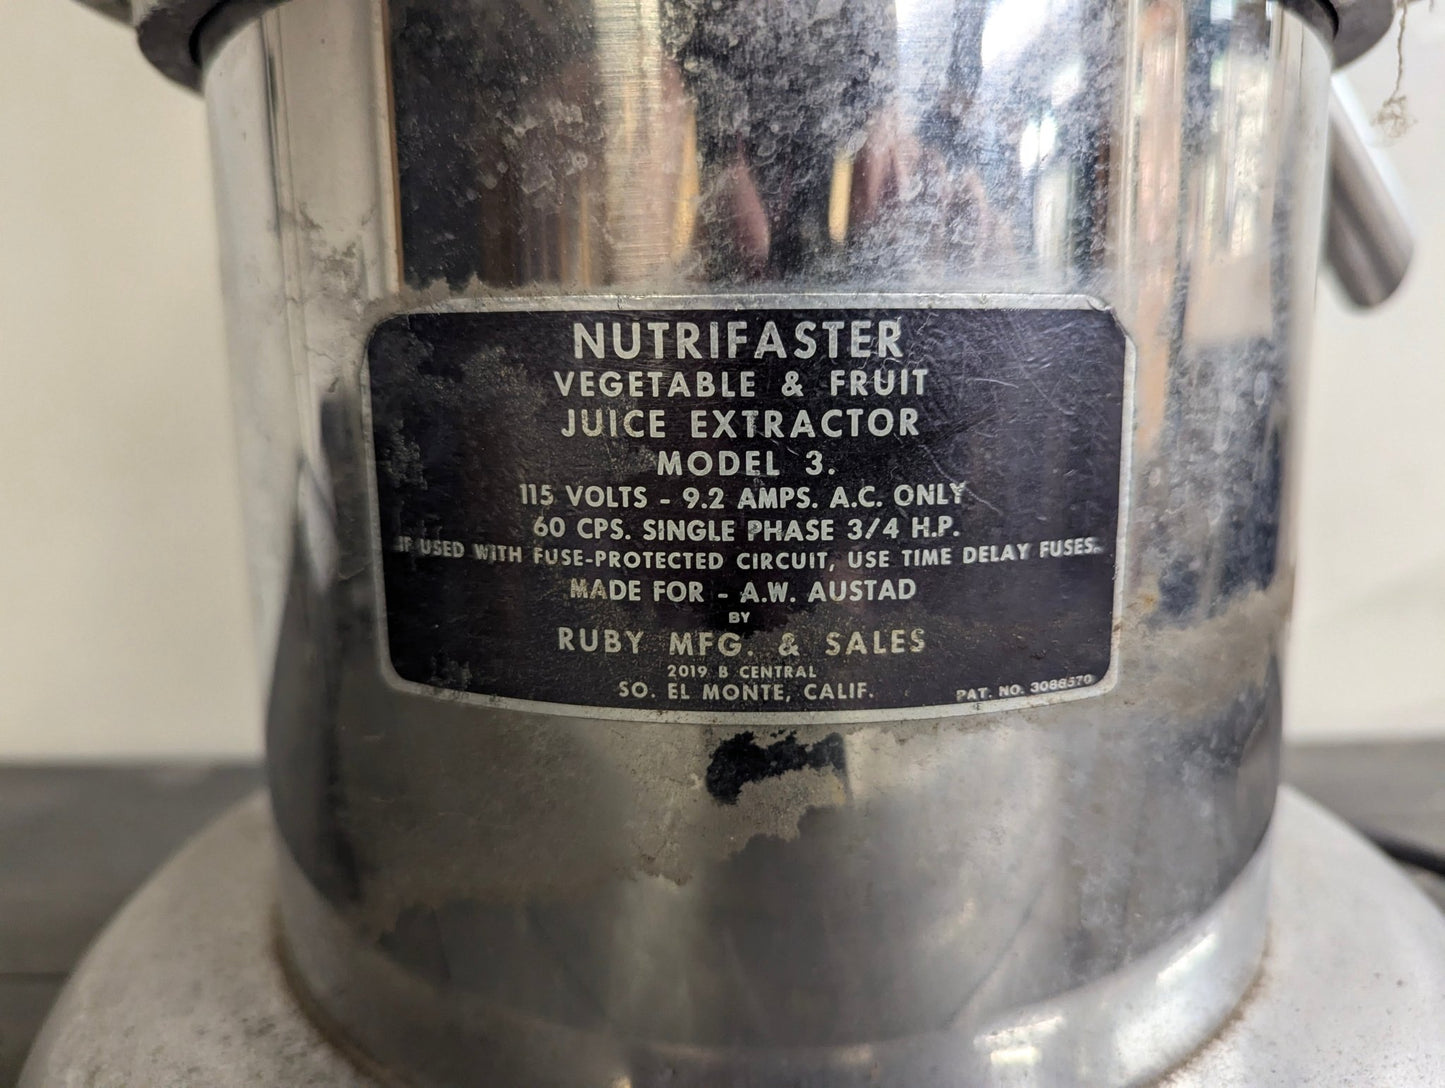 NUTRIFASTER
VEGETABLE & FRUIT
JUICE EXTRACTOR
MODEL 3.
115 VOLTS - 9.2 AMPS. A.C. ONLY
60 CPS. SINGLE PHASE 3/4 H.P.
IF USED WITH FUSE-PROTECTED CIRCUIT, USE TIME DELAY FUSES.
MADE FOR - A.W. AUSTAD
BY
RUBY MFG. & SALES
2019 B CENTRAL
SO. EL MONTE, CALIF.
PAT. NO. 3088570